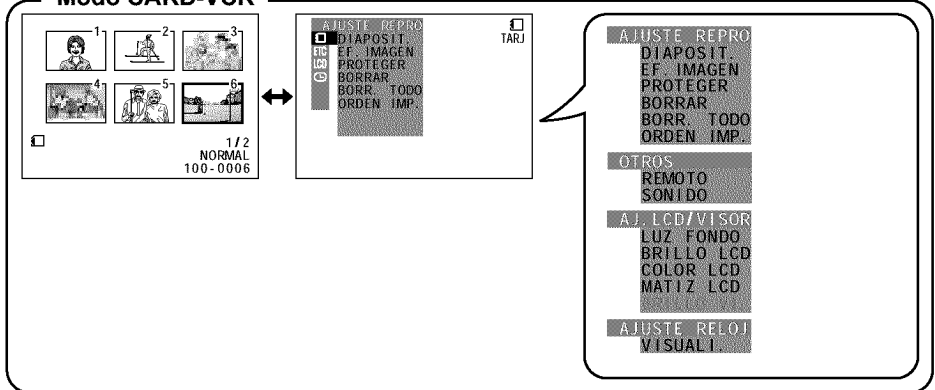 Modo CARD-VCR
1 2 3
4 5 6
1/2
NORMAL
100-0006
AJUSTE REPRO
DIAPOSIT
EF IMAGEN
PROTEGER
BORRAR
BORR. TODO
ORDEN IMP.
ETC
LCD
TARJ
AJUSTE REPRO
DIAPOSIT.
EF IMAGEN
PROTEGER
BORRAR
BORR. TODO
ORDEN IMP.
OTROS
REMOTO
SONIDO
AJ.LCD/VISOR
LUZ FONDO
BRILLO LCD
COLOR LCD
MATIZ LCD
AJUSTE RELOJ
VISUALI.